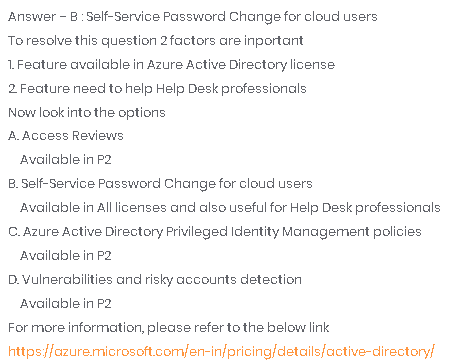 Answer – B : Self-Service Password Change for cloud users
To resolve this question 2 factors are inportant
1. Feature available in Azure Active Directory license
2. Feature need to help Help Desk professionals
Now look into the options
A. Access Reviews
Available in P2
B. Self-Service Password Change for cloud users
Available in All licenses and also useful for Help Desk professionals
C. Azure Active Directory Privileged Identity Management policies
Available in P2
D. Vulnerabilities and risky accounts detection
Available in P2
For more information, please refer to the below link
https://azure.microsoft.com/en-in/pricing/details/active-directory/